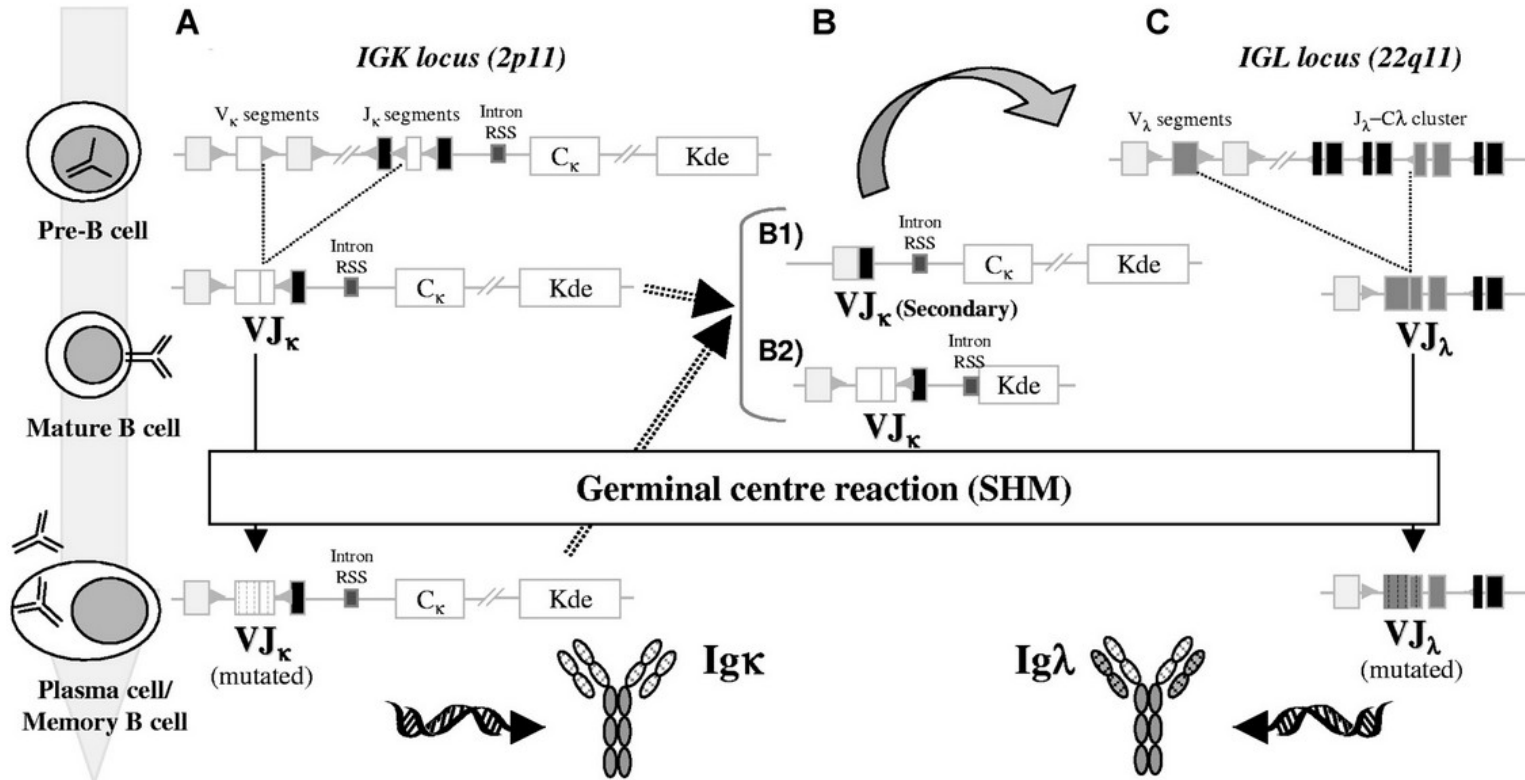 A
IGK locus (2p11)
Vκ segments
Jκ segments
Intron
RSS
Cκ
Kde
Pre-B cell
Intron
RSS
Cκ
Kde
VJκ
Mature B cell
B
B1)
Intron
RSS
Cκ
Kde
VJκ (Secondary)
B2)
Intron
RSS
Kde
VJκ
C
IGL locus (22q11)
Vλ segments
Jλ–Cλ cluster
VJλ
Germinal centre reaction (SHM)
Intron
RSS
Cκ
Kde
VJκ
(mutated)
Plasma cell/
Memory B cell
Igκ
Igλ
VJλ
(mutated)